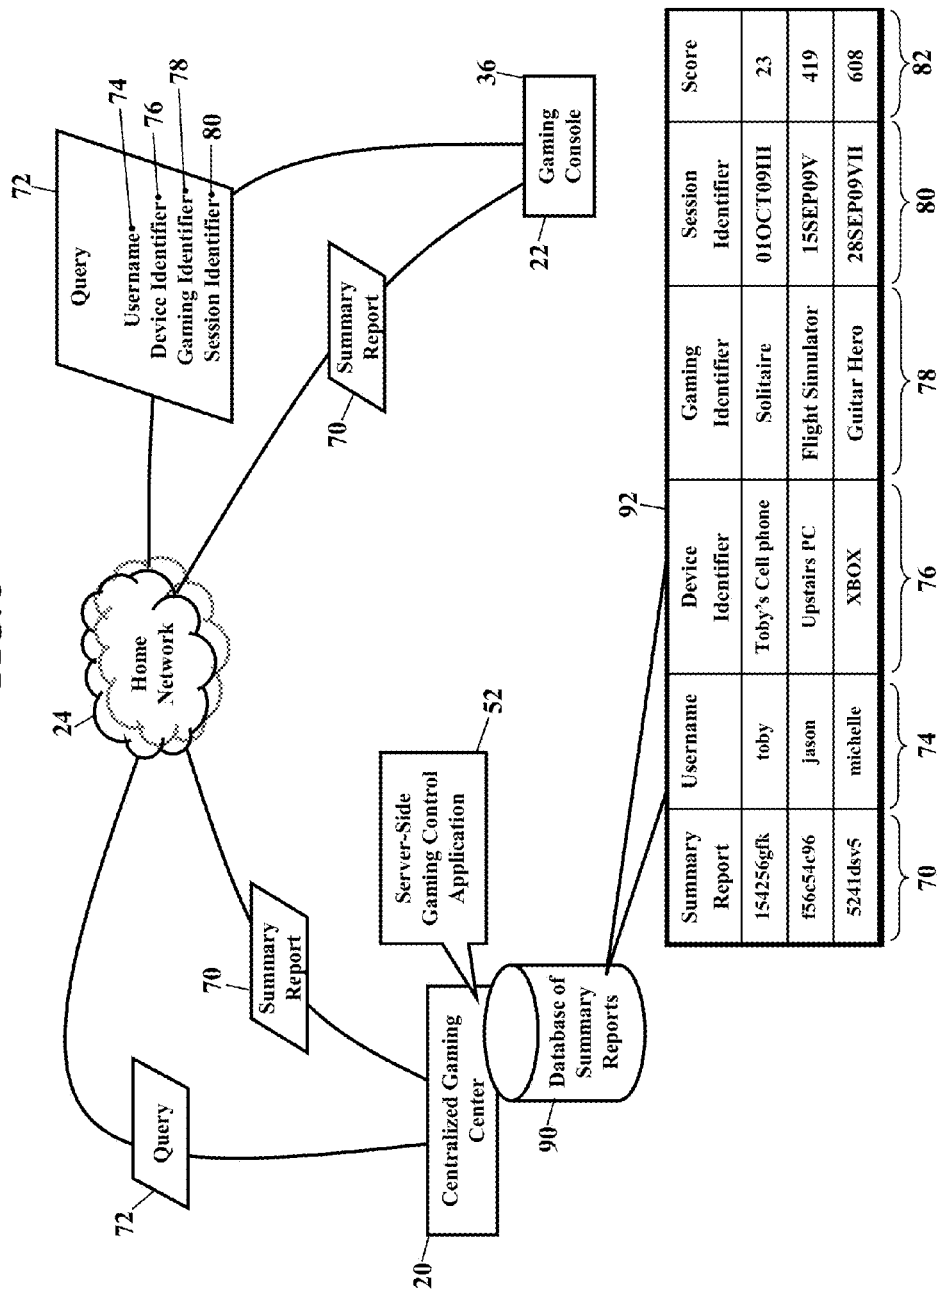 72
Query
Username
Device Identifier
Gaming Identifier
Session Identifier
74
76
78
80
24
Home
Network
70
Summary
Report
36
Gaming
Console
22
72
Query
70
Summary
Report
Server-Side
Gaming Control
Application
52
20
Centralized Gaming
Center
Database of
Summary
Reports
90
92
Summary Report Username Device Identifier Gaming Identifier Session Identifier Score
154256gfk toby Toby's Cell phone Solitaire 01OCT09III 23
f56c54c96 jason Upstairs PC Flight Simulator 15SEP09V 419
5241dsv5 michelle XBOX Guitar Hero 28SEP09VII 608
70 74 76 78 80 82